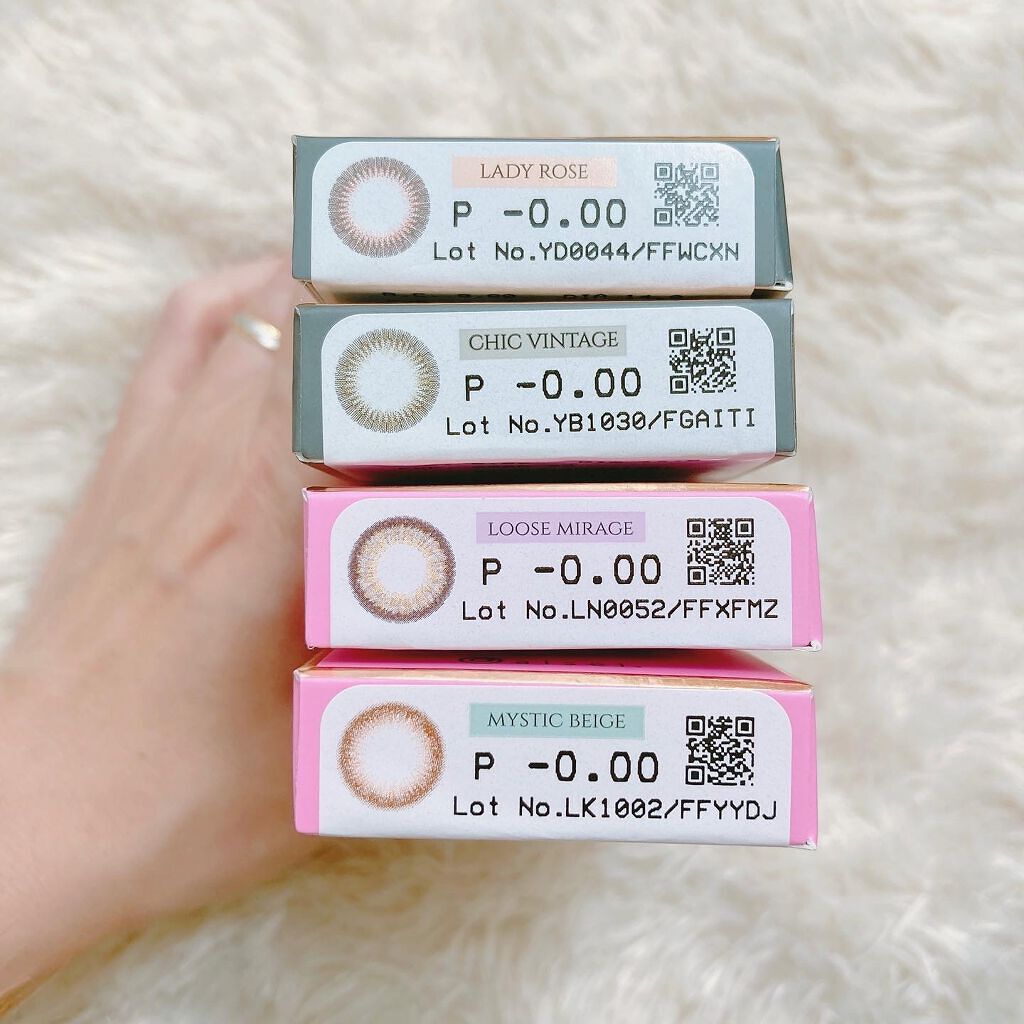 LADY ROSE
P -0.00
Lot No.YD0044/FFWCXN
CHIC VINTAGE
P -0.00
Lot No.YB1030/FGAITI
LOOSE MIRAGE
P -0.00
Lot No.LN0052/FFXFMZ
MYSTIC BEIGE
P -0.00
Lot No.LK1002/FFYYDJ